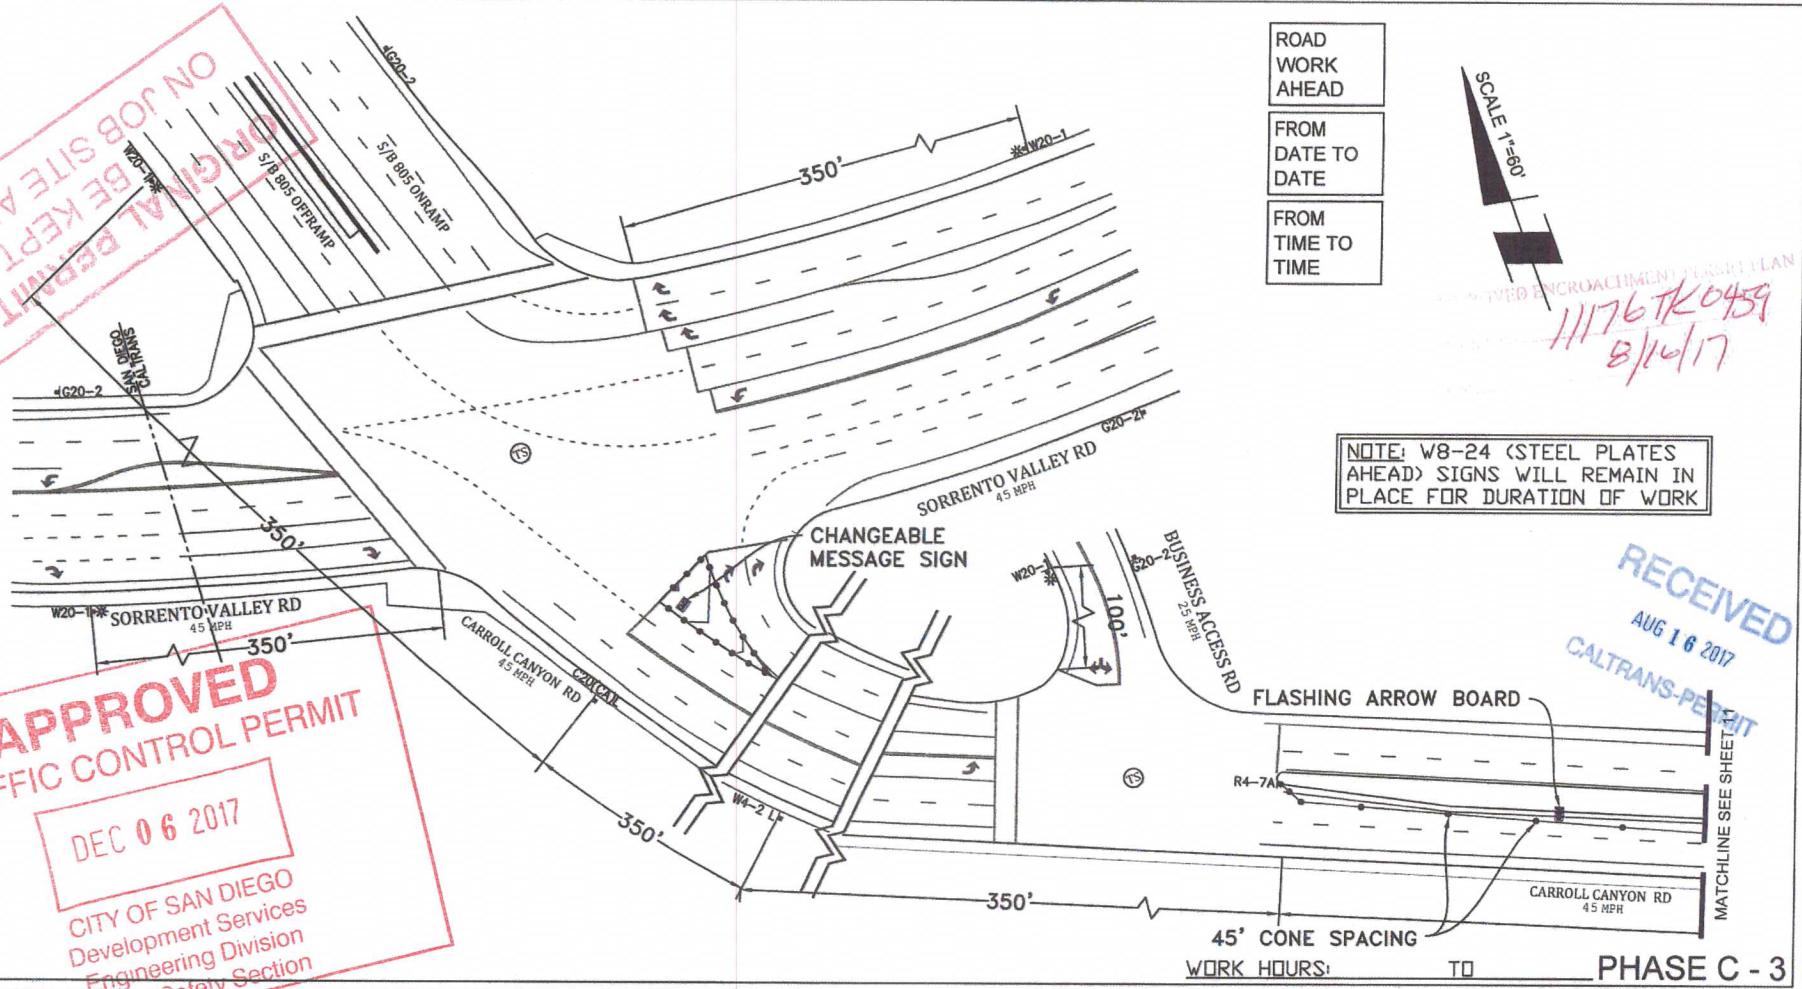 ON JOB SITE A
BE KEPT
ORIGINAL PERMIT
G20-2
W20-1
S/B 805 OFFRAMP
S/B 805 ONRAMP
350'
W20-1
ROAD
WORK
AHEAD
FROM
DATE TO
DATE
FROM
TIME TO
TIME
SCALE 1"=60'
ENCROACHMENT PERMIT PLAN
11176TK0459
8/16/17
SAN DIEGO
CALTRANS
G20-2
TS
G20-2
SORRENTO VALLEY RD
45 MPH
NOTE: W8-24 (STEEL PLATES
AHEAD) SIGNS WILL REMAIN IN
PLACE FOR DURATION OF WORK
350'
CHANGEABLE
MESSAGE SIGN
W20-1
SORRENTO VALLEY RD
45 MPH
350'
W20-1
100'
G20-2
BUSINESS ACCESS RD
25 MPH
RECEIVED
AUG 16 2017
CALTRANS-PERMIT
CARROLL CANYON RD
45 MPH
C20(CA)L
FLASHING ARROW BOARD
MATCHLINE SEE SHEET 11
R4-7A
TS
W4-2 L
350'
350'
CARROLL CANYON RD
45 MPH
45' CONE SPACING
WORK HOURS: TO
PHASE C - 3
APPROVED
FFIC CONTROL PERMIT
DEC 06 2017
CITY OF SAN DIEGO
Development Services
Engineering Division
Safety Section